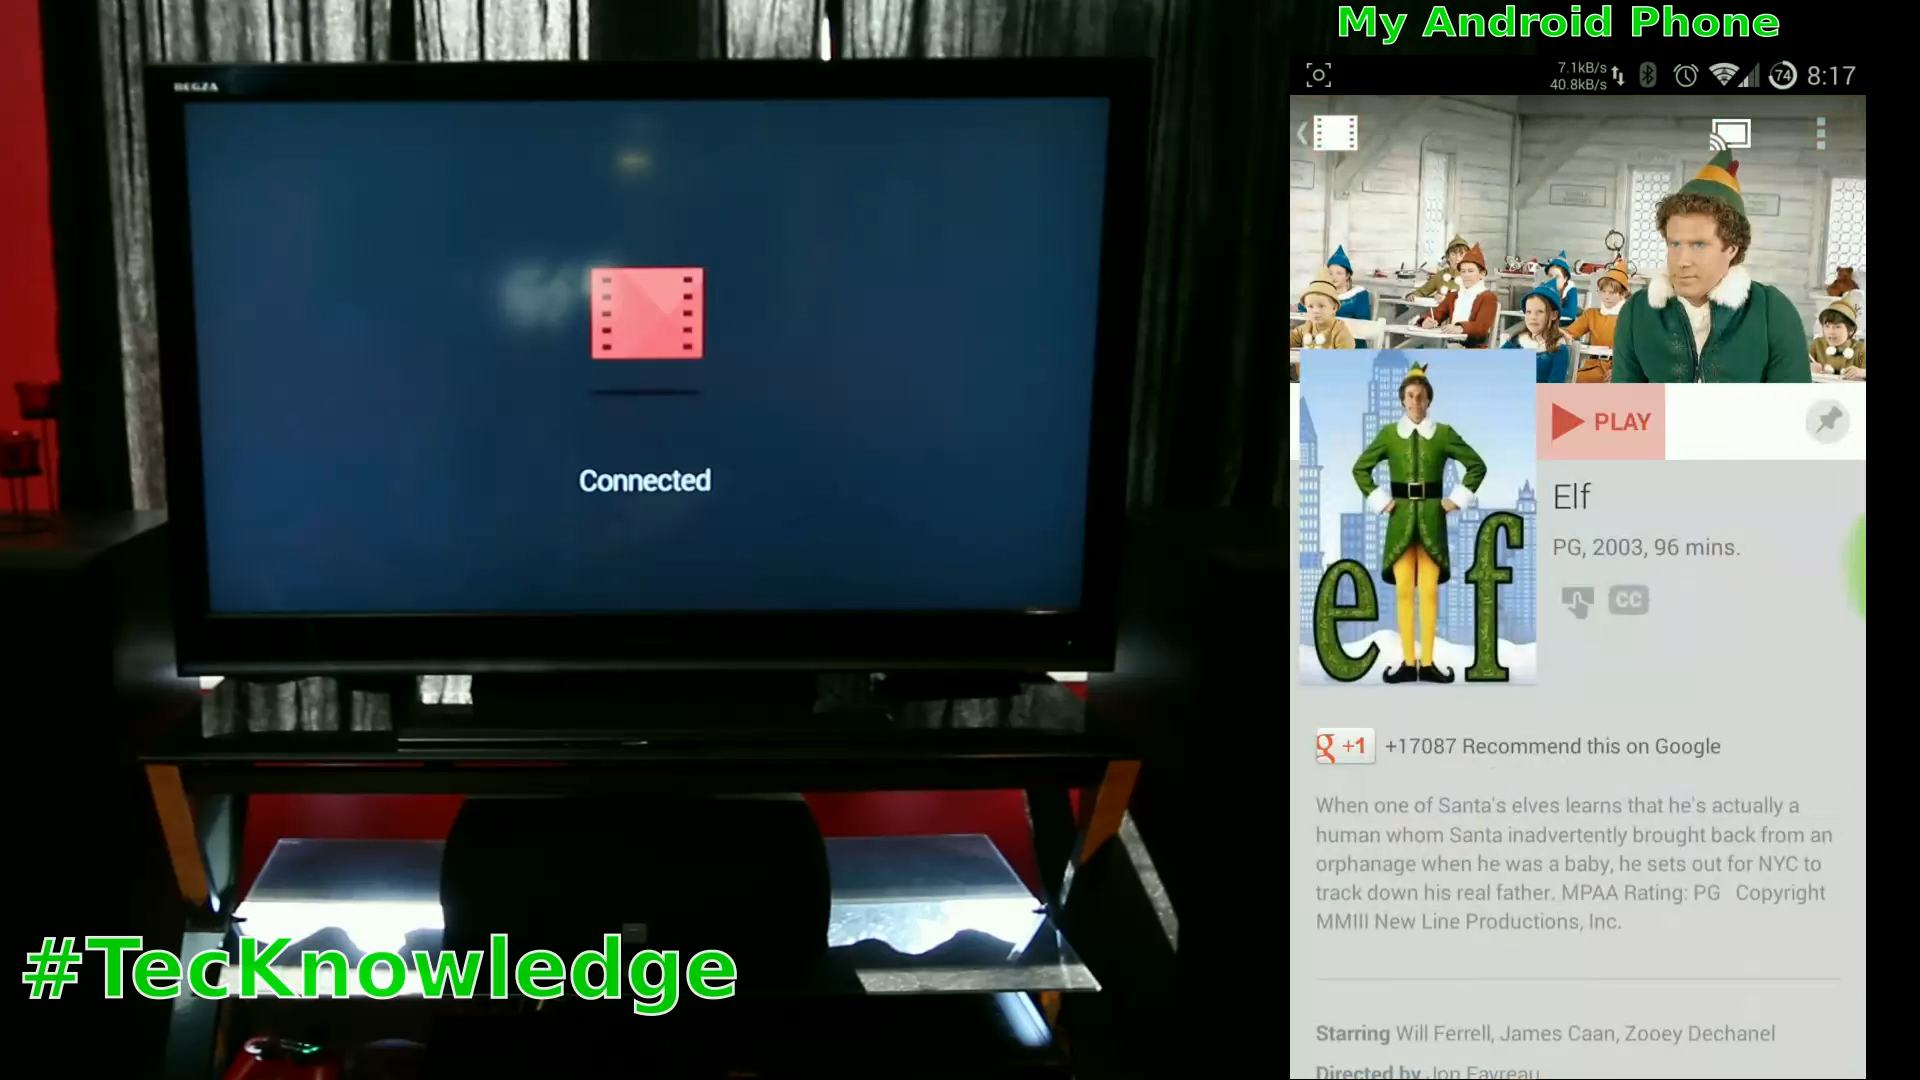 My Android Phone
REGZA
7.1kB/s
40.8kB/s
74
8:17
Connected
PLAY
elf
Elf
PG, 2003, 96 mins.
CC
g +1
+17087 Recommend this on Google
When one of Santa's elves learns that he's actually a
human whom Santa inadvertently brought back from an
orphanage when he was a baby, he sets out for NYC to
track down his real father. MPAA Rating: PG Copyright
MMIII New Line Productions, Inc.
Starring Will Ferrell, James Caan, Zooey Dechanel
Directed by Jon Favreau
#TecKnowledge